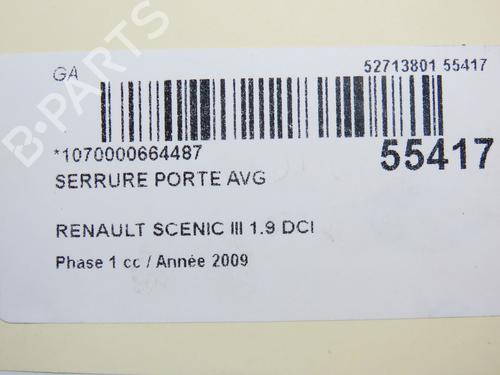 GA
52713801 55417
*1070000664487
55417
SERRURE PORTE AVG
RENAULT SCENIC III 1.9 DCI
Phase 1 cc / Année 2009
B-PARTS